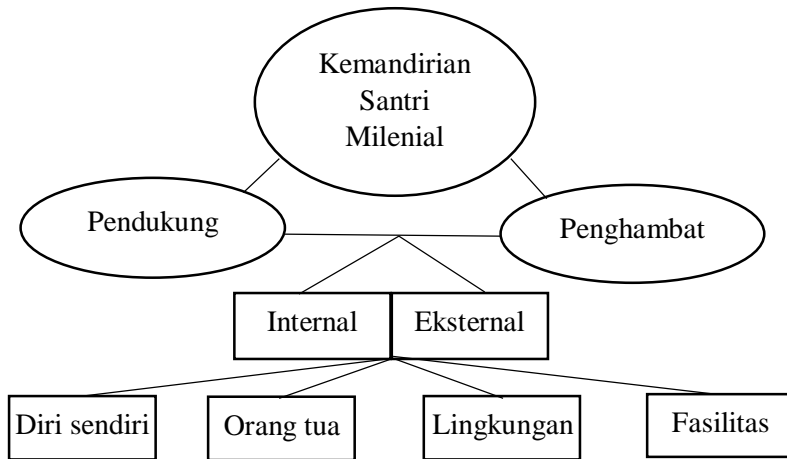 Kemandirian
Santri
Milenial
Pendukung
Penghambat
Internal
Eksternal
Diri sendiri
Orang tua
Lingkungan
Fasilitas